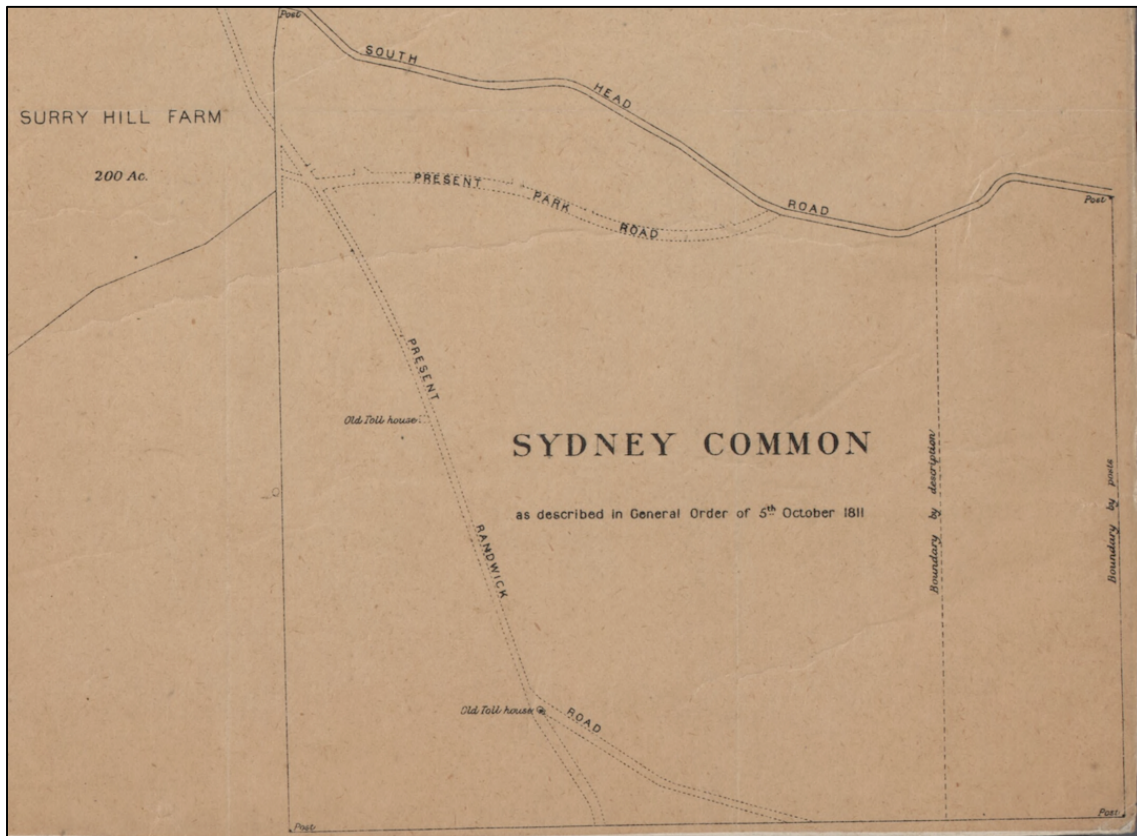 Post
SOUTH HEAD ROAD
SURRY HILL FARM
200 Ac.
PRESENT PARK ROAD
Post
PRESENT RANDWICK ROAD
Old Toll house
SYDNEY COMMON
as described in General Order of 5th October 1811
Boundary by description
Boundary by posts
Old Toll house
Post
Post